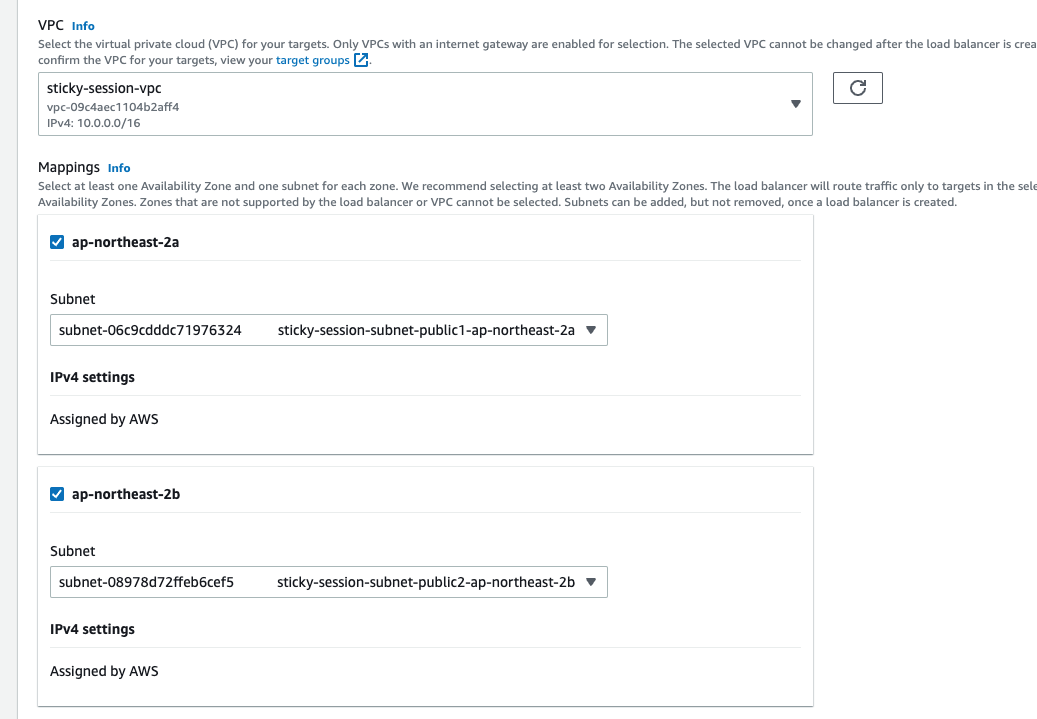 VPC Info
Select the virtual private cloud (VPC) for your targets. Only VPCs with an internet gateway are enabled for selection. The selected VPC cannot be changed after the load balancer is crea
confirm the VPC for your targets, view your target groups .
sticky-session-vpc
vpc-09c4aec1104b2aff4
IPv4: 10.0.0.0/16
Mappings Info
Select at least one Availability Zone and one subnet for each zone. We recommend selecting at least two Availability Zones. The load balancer will route traffic only to targets in the sele
Availability Zones. Zones that are not supported by the load balancer or VPC cannot be selected. Subnets can be added, but not removed, once a load balancer is created.
ap-northeast-2a
Subnet
subnet-06c9cdddc71976324 sticky-session-subnet-public1-ap-northeast-2a
IPv4 settings
Assigned by AWS
ap-northeast-2b
Subnet
subnet-08978d72ffeb6cef5 sticky-session-subnet-public2-ap-northeast-2b
IPv4 settings
Assigned by AWS